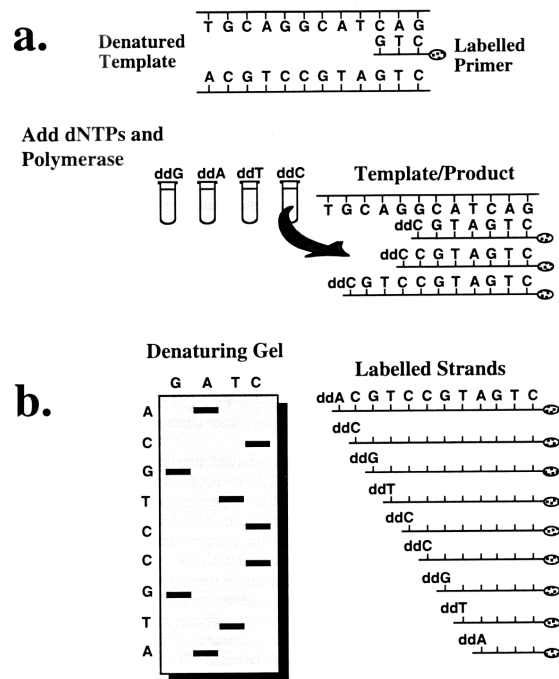 a.
Denatured
Template
T G C A G G C A T C A G
G T C
Labelled
Primer
A C G T C C G T A G T C
Add dNTPs and
Polymerase
ddG ddA ddT ddC
Template/Product
T G C A G G C A T C A G
ddC G T A G T C
ddC C G T A G T C
ddC G T C C G T A G T C
b.
Denaturing Gel
G A T C
A
C
G
T
C
C
G
T
A
Labelled Strands
ddA C G T C C G T A G T C
ddC
ddG
ddT
ddC
ddC
ddG
ddT
ddA